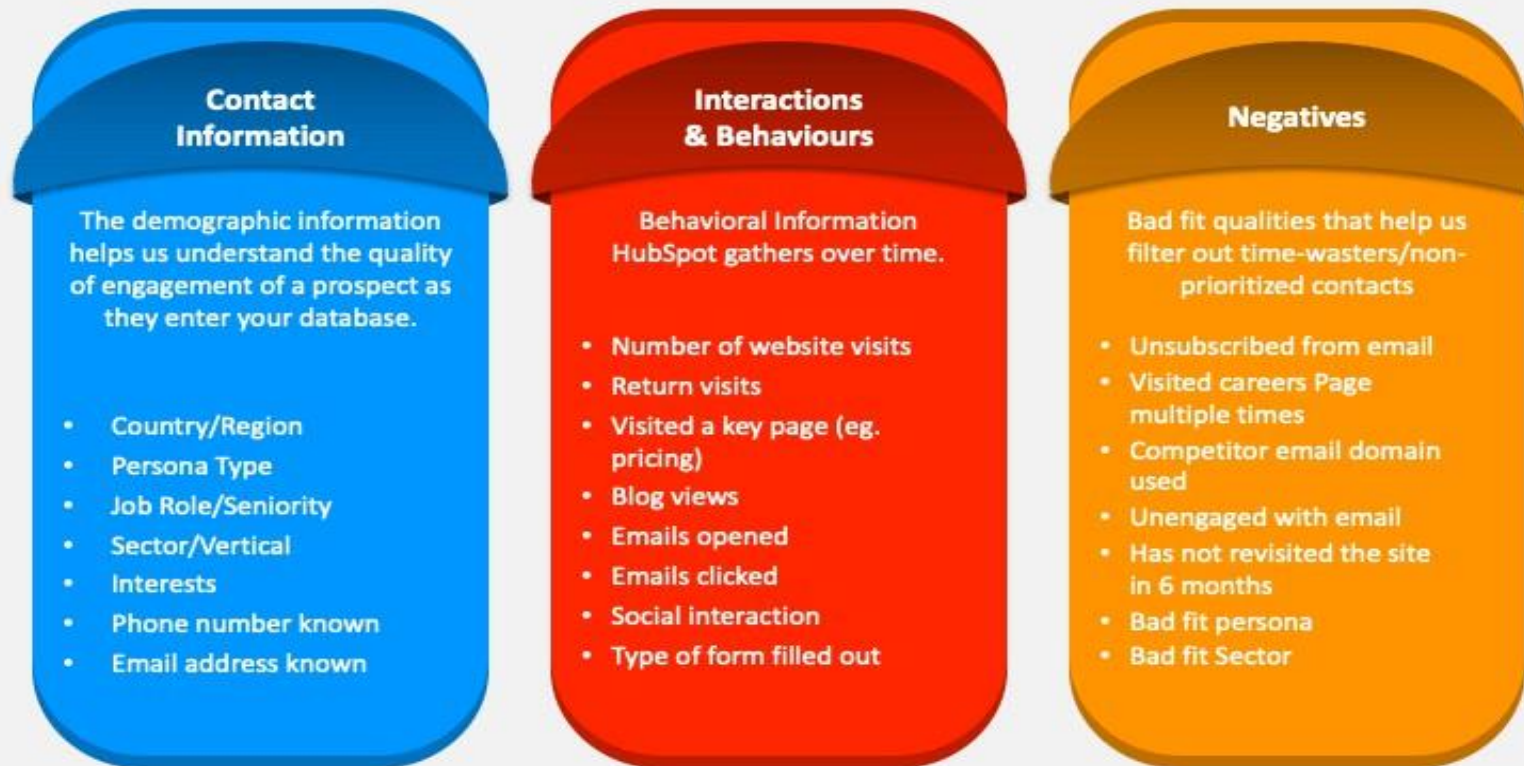 Contact
Information
The demographic information
helps us understand the quality
of engagement of a prospect as
they enter your database.
• Country/Region
• Persona Type
• Job Role/Seniority
• Sector/Vertical
• Interests
• Phone number known
• Email address known
Interactions
& Behaviours
Behavioral Information
HubSpot gathers over time.
• Number of website visits
• Return visits
• Visited a key page (eg.
pricing)
• Blog views
• Emails opened
• Emails clicked
• Social interaction
• Type of form filled out
Negatives
Bad fit qualities that help us
filter out time-wasters/non-
prioritized contacts
• Unsubscribed from email
• Visited careers Page
multiple times
• Competitor email domain
used
• Unengaged with email
• Has not revisited the site
in 6 months
• Bad fit persona
• Bad fit Sector